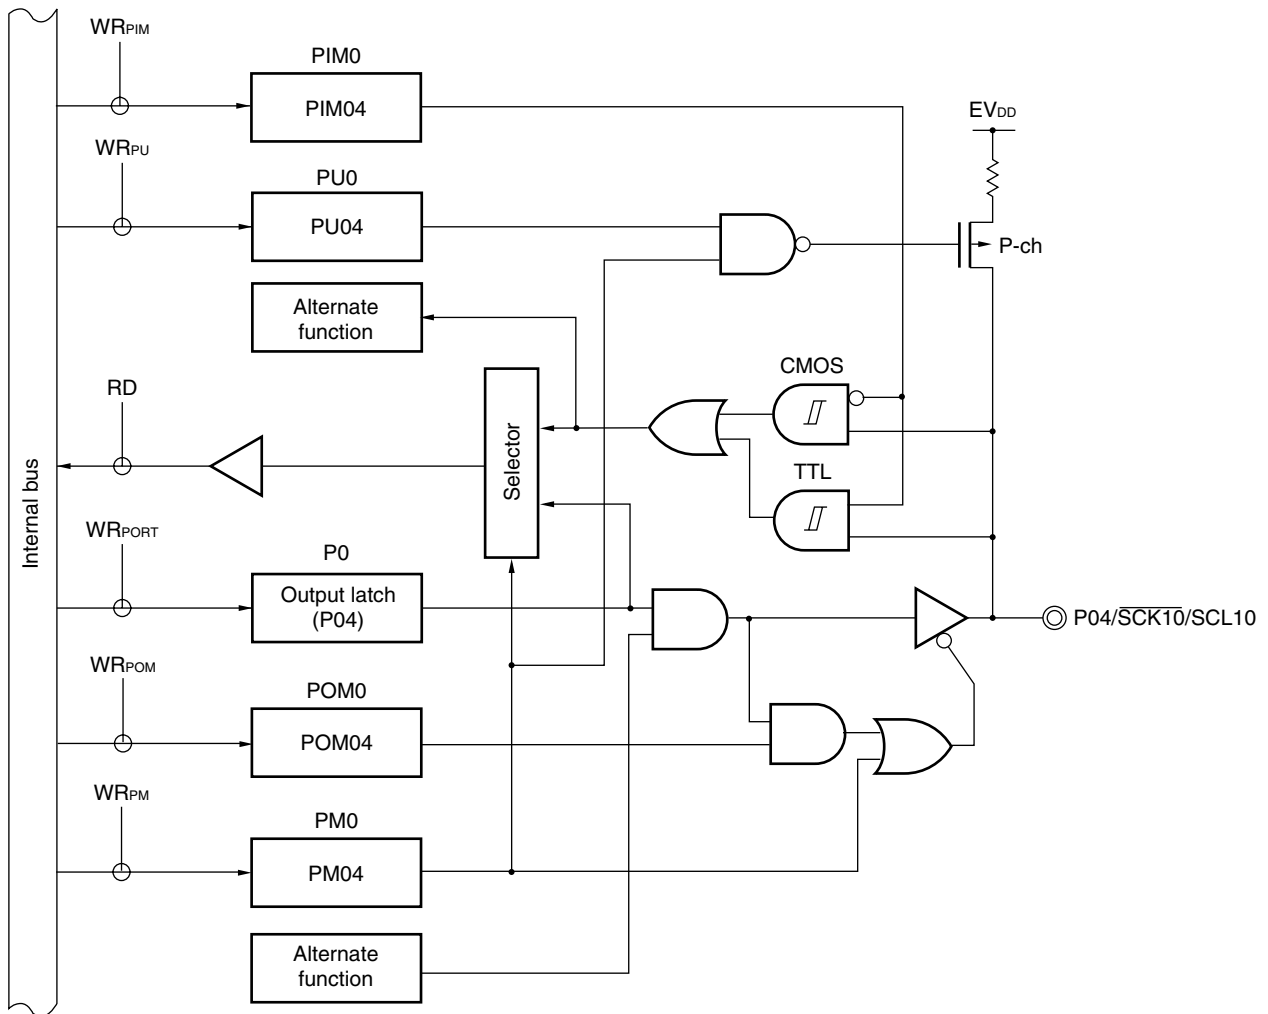 WRPIM
PIM0
PIM04
EVDD
WRPU
PU0
PU04
P-ch
Alternate
function
CMOS
RD
Selector
TTL
Internal bus
WRPORT
P0
Output latch
(P04)
P04/SCK10/SCL10
WRPOM
POM0
POM04
WRPM
PM0
PM04
Alternate
function